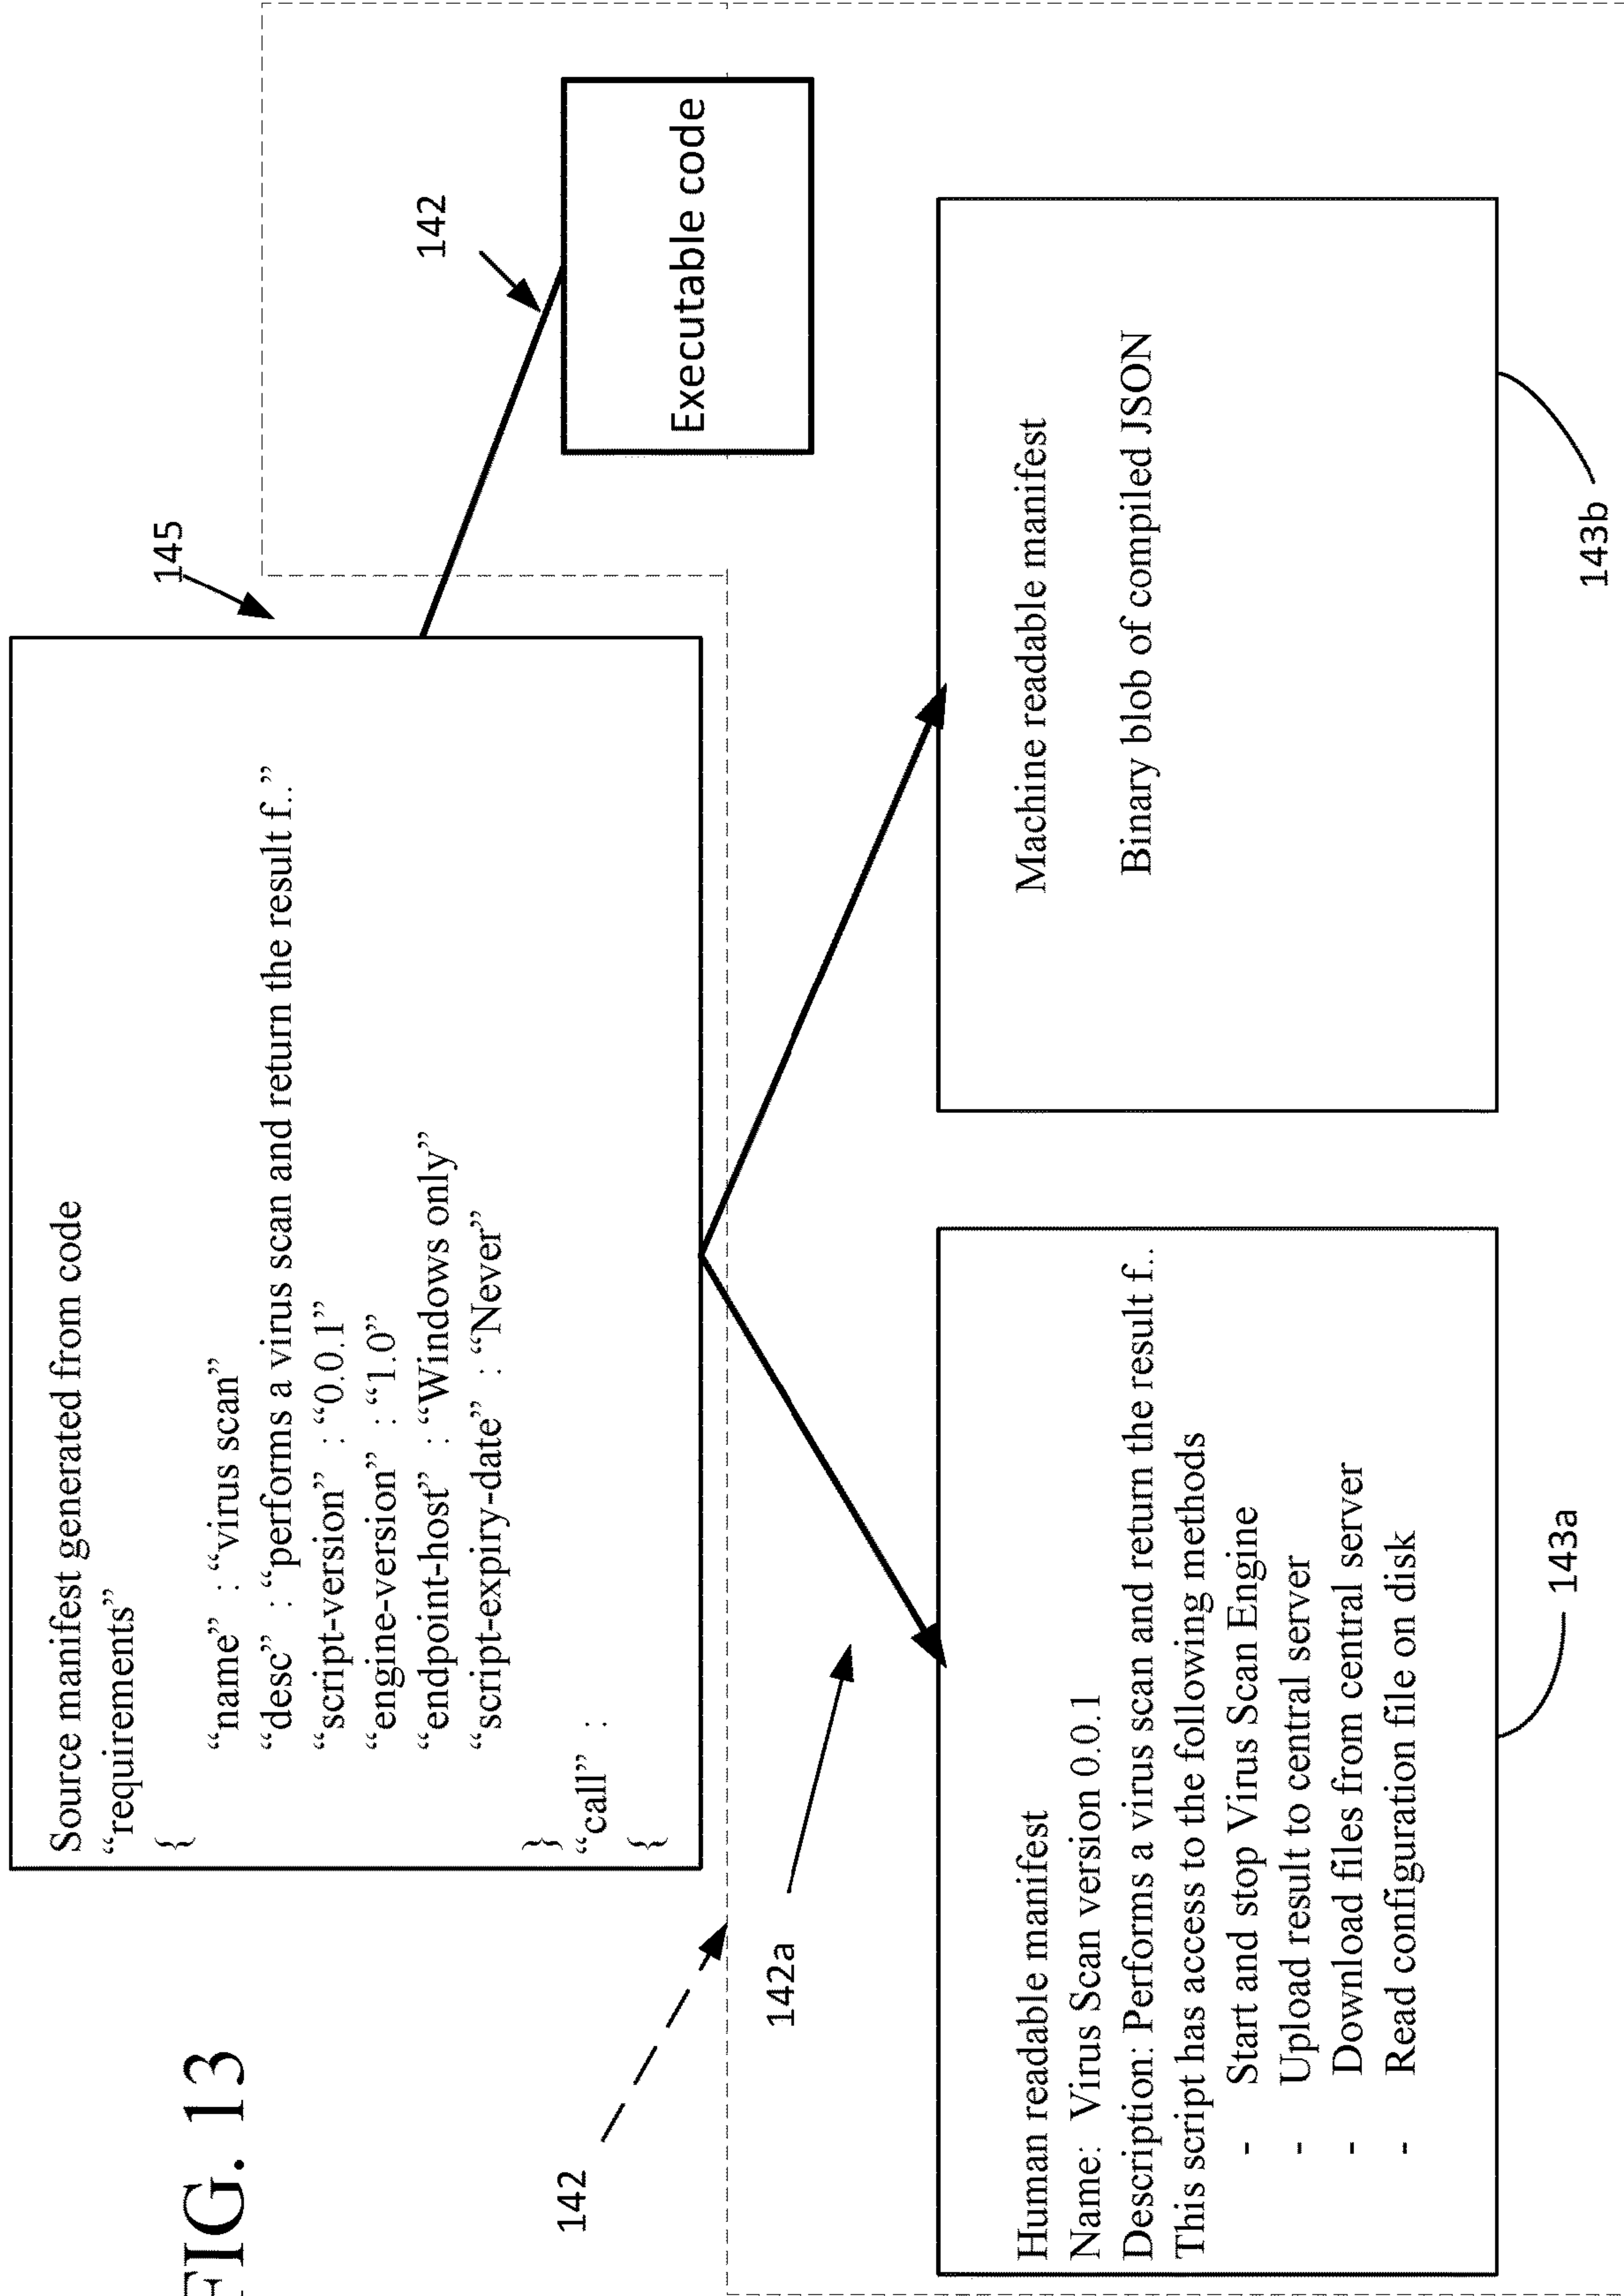 FIG. 13
145
Source manifest generated from code
“requirements”
{
“name” : “virus scan”
“desc” : “performs a virus scan and return the result f..”
“script-version” : “0.0.1”
“engine-version” : “1.0”
“endpoint-host” : “Windows only”
“script-expiry-date” : “Never”
}
“call” :
{
142
Executable code
142
142a
Human readable manifest
Name: Virus Scan version 0.0.1
Description: Performs a virus scan and return the result f..
This script has access to the following methods
- Start and stop Virus Scan Engine
- Upload result to central server
- Download files from central server
- Read configuration file on disk
143a
Machine readable manifest
Binary blob of compiled JSON
143b